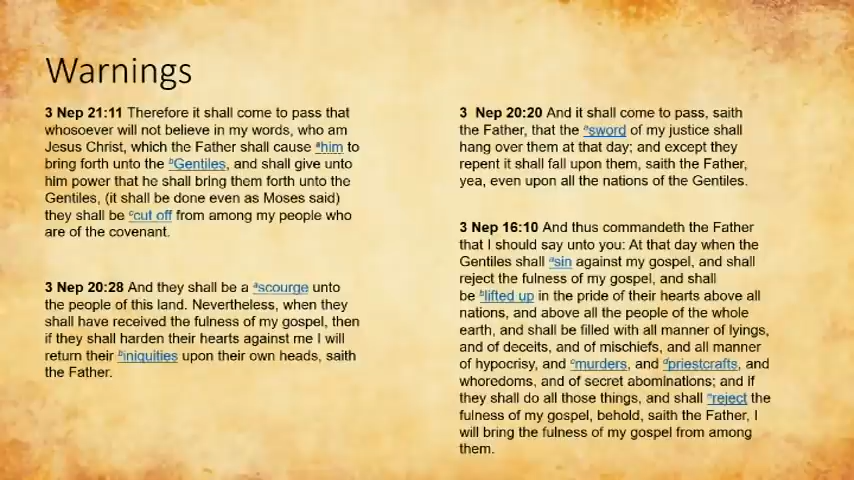 Warnings
3 Nep 21:11 Therefore it shall come to pass that
whosoever will not believe in my words, who am
Jesus Christ, which the Father shall cause ahim to
bring forth unto the bGentiles, and shall give unto
him power that he shall bring them forth unto the
Gentiles, (it shall be done even as Moses said)
they shall be ccut off from among my people who
are of the covenant.
3 Nep 20:28 And they shall be a ascourge unto
the people of this land. Nevertheless, when they
shall have received the fulness of my gospel, then
if they shall harden their hearts against me I will
return their biniquities upon their own heads, saith
the Father.
3 Nep 20:20 And it shall come to pass, saith
the Father, that the asword of my justice shall
hang over them at that day; and except they
repent it shall fall upon them, saith the Father,
yea, even upon all the nations of the Gentiles.
3 Nep 16:10 And thus commandeth the Father
that I should say unto you: At that day when the
Gentiles shall asin against my gospel, and shall
reject the fulness of my gospel, and shall
be blifted up in the pride of their hearts above all
nations, and above all the people of the whole
earth, and shall be filled with all manner of lyings,
and of deceits, and of mischiefs, and all manner
of hypocrisy, and cmurders, and dpriestcrafts, and
whoredoms, and of secret abominations; and if
they shall do all those things, and shall ereject the
fulness of my gospel, behold, saith the Father, I
will bring the fulness of my gospel from among
them.